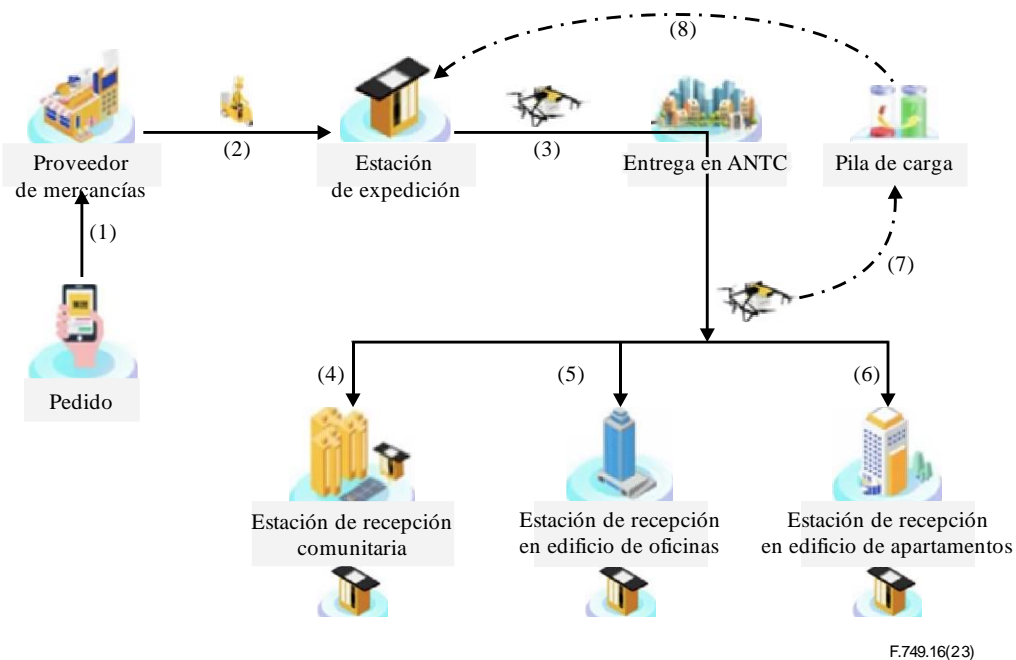 (8)
(2)
(3)
Proveedor
de mercancías
Estación
de expedición
Entrega en ANTC
Pila de carga
(1)
(7)
Pedido
(4)
(5)
(6)
Estación de recepción
comunitaria
Estación de recepción
en edificio de oficinas
Estación de recepción
en edificio de apartamentos
F.749.16(23)